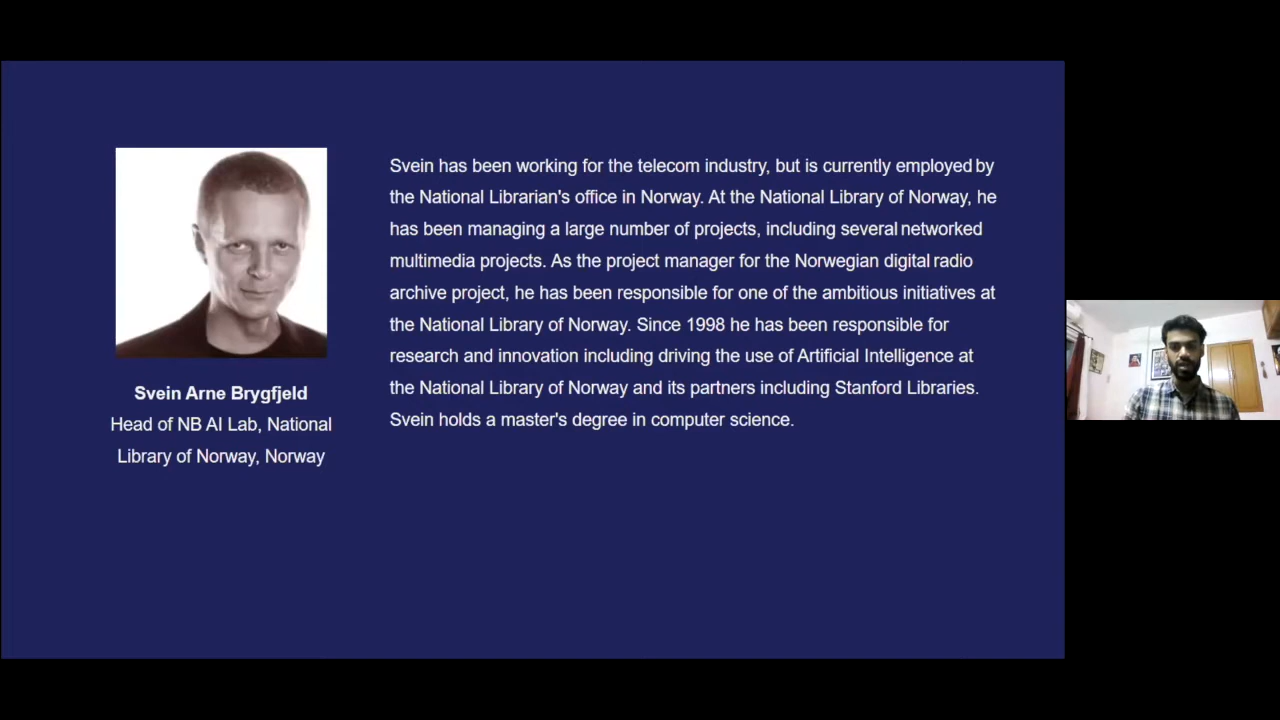 Svein has been working for the telecom industry, but is currently employed by
the National Librarian's office in Norway. At the National Library of Norway, he
has been managing a large number of projects, including several networked
multimedia projects. As the project manager for the Norwegian digital radio
archive project, he has been responsible for one of the ambitious initiatives at
the National Library of Norway. Since 1998 he has been responsible for
research and innovation including driving the use of Artificial Intelligence at
the National Library of Norway and its partners including Stanford Libraries.
Svein holds a master's degree in computer science.
Svein Arne Brygfjeld
Head of NB AI Lab, National
Library of Norway, Norway